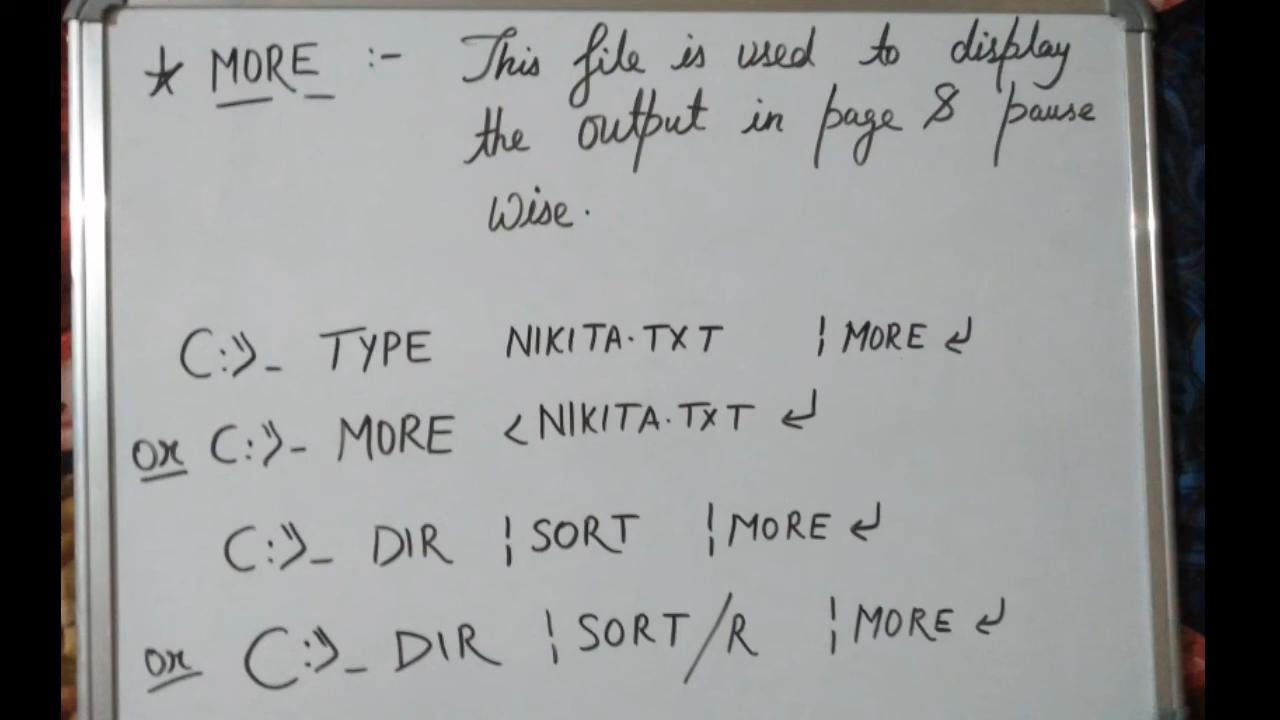 ★ MORE :- This file is used to display
the output in page & pause
wise.
C:\>_ TYPE NIKITA.TXT ¦ MORE ↵
or C:\>_ MORE < NIKITA.TXT ↵
C:\>_ DIR ¦ SORT ¦ MORE ↵
or C:\>_ DIR ¦ SORT/R ¦ MORE ↵